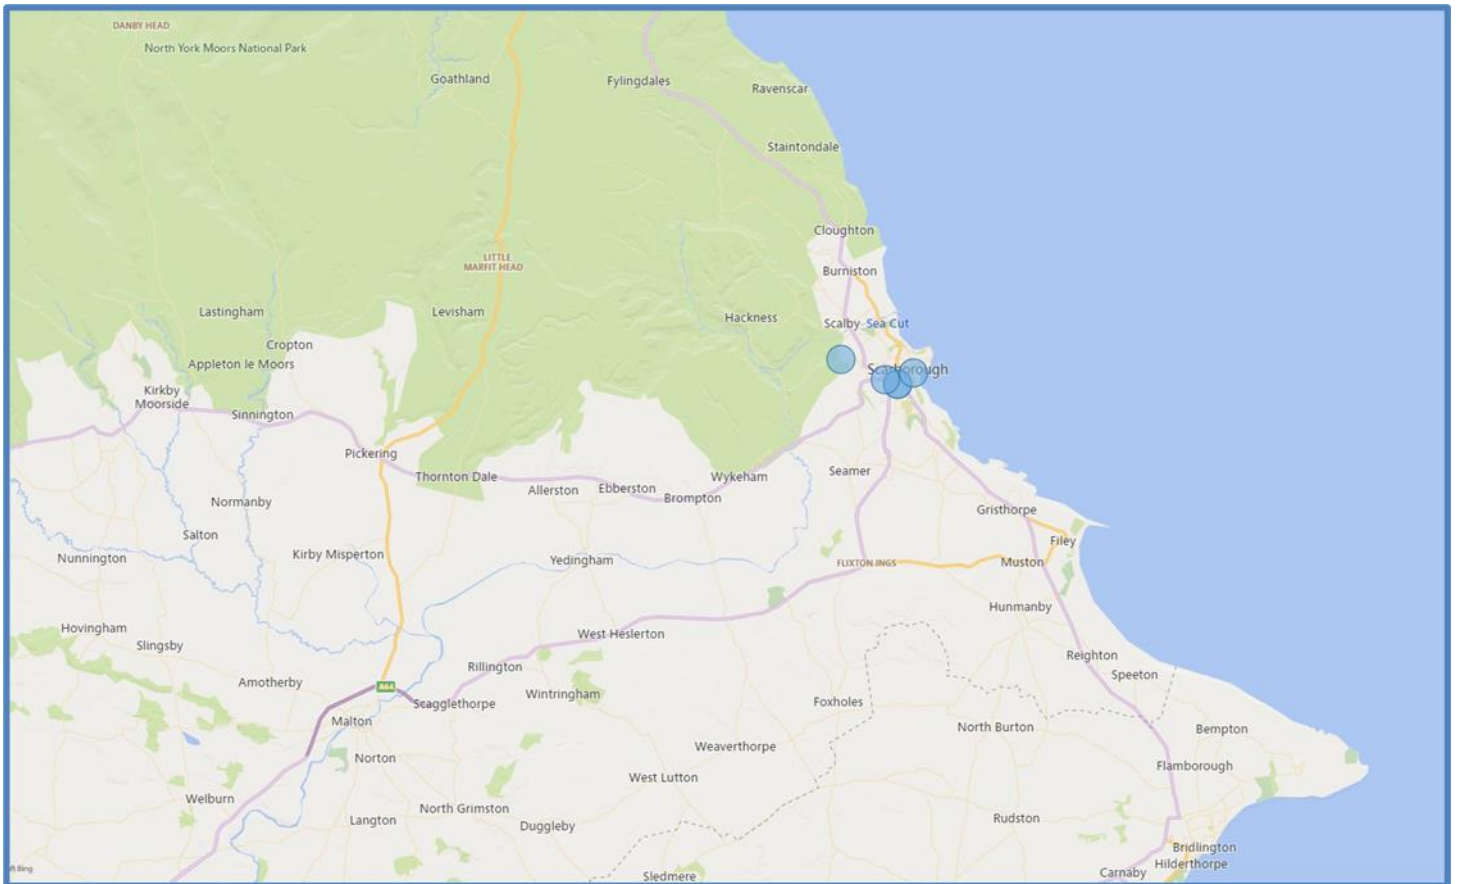 DANBY HEAD
North York Moors National Park
Goathland
Fylingdales
Ravenscar
Staintondale
Cloughton
LITTLE
MARFIT HEAD
Burniston
Lastingham
Levisham
Hackness
Scalby
Sea Cut
Cropton
Appleton le Moors
Scarborough
Kirkby
Moorside
Sinnington
Pickering
Thornton Dale
Allerston
Ebberston
Brompton
Wykeham
Seamer
Normanby
Gristhorpe
Salton
Filey
Nunnington
Kirby Misperton
Yedingham
FLIXTON INGS
Muston
Hunmanby
Hovingham
Slingsby
West Heslerton
Reighton
Rillington
Speeton
Amotherby
A64
Wintringham
Scagglethorpe
Foxholes
Malton
North Burton
Bempton
Weaverthorpe
Norton
Flamborough
West Lutton
Welburn
North Grimston
Langton
Duggleby
Rudston
Bridlington
Hilderthorpe
Carnaby
Sledmere
ft Bing